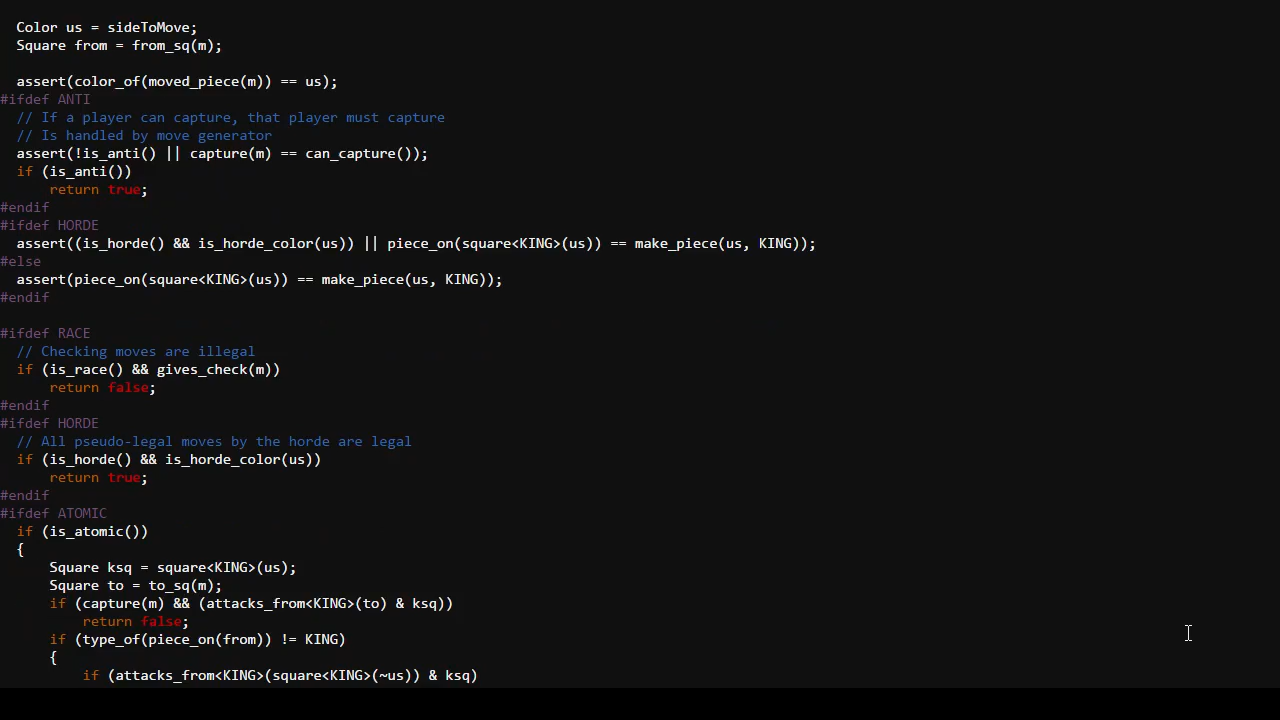 Color us = sideToMove;
Square from = from_sq(m);
assert(color_of(moved_piece(m)) == us);
#ifdef ANTI
// If a player can capture, that player must capture
// Is handled by move generator
assert(!is_anti() || capture(m) == can_capture());
if (is_anti())
return true;
#endif
#ifdef HORDE
assert((is_horde() && is_horde_color(us)) || piece_on(square<KING>(us)) == make_piece(us, KING));
#else
assert(piece_on(square<KING>(us)) == make_piece(us, KING));
#endif
#ifdef RACE
// Checking moves are illegal
if (is_race() && gives_check(m))
return false;
#endif
#ifdef HORDE
// All pseudo-legal moves by the horde are legal
if (is_horde() && is_horde_color(us))
return true;
#endif
#ifdef ATOMIC
if (is_atomic())
{
Square ksq = square<KING>(us);
Square to = to_sq(m);
if (capture(m) && (attacks_from<KING>(to) & ksq))
return false;
if (type_of(piece_on(from)) != KING)
{
if (attacks_from<KING>(square<KING>(~us)) & ksq)